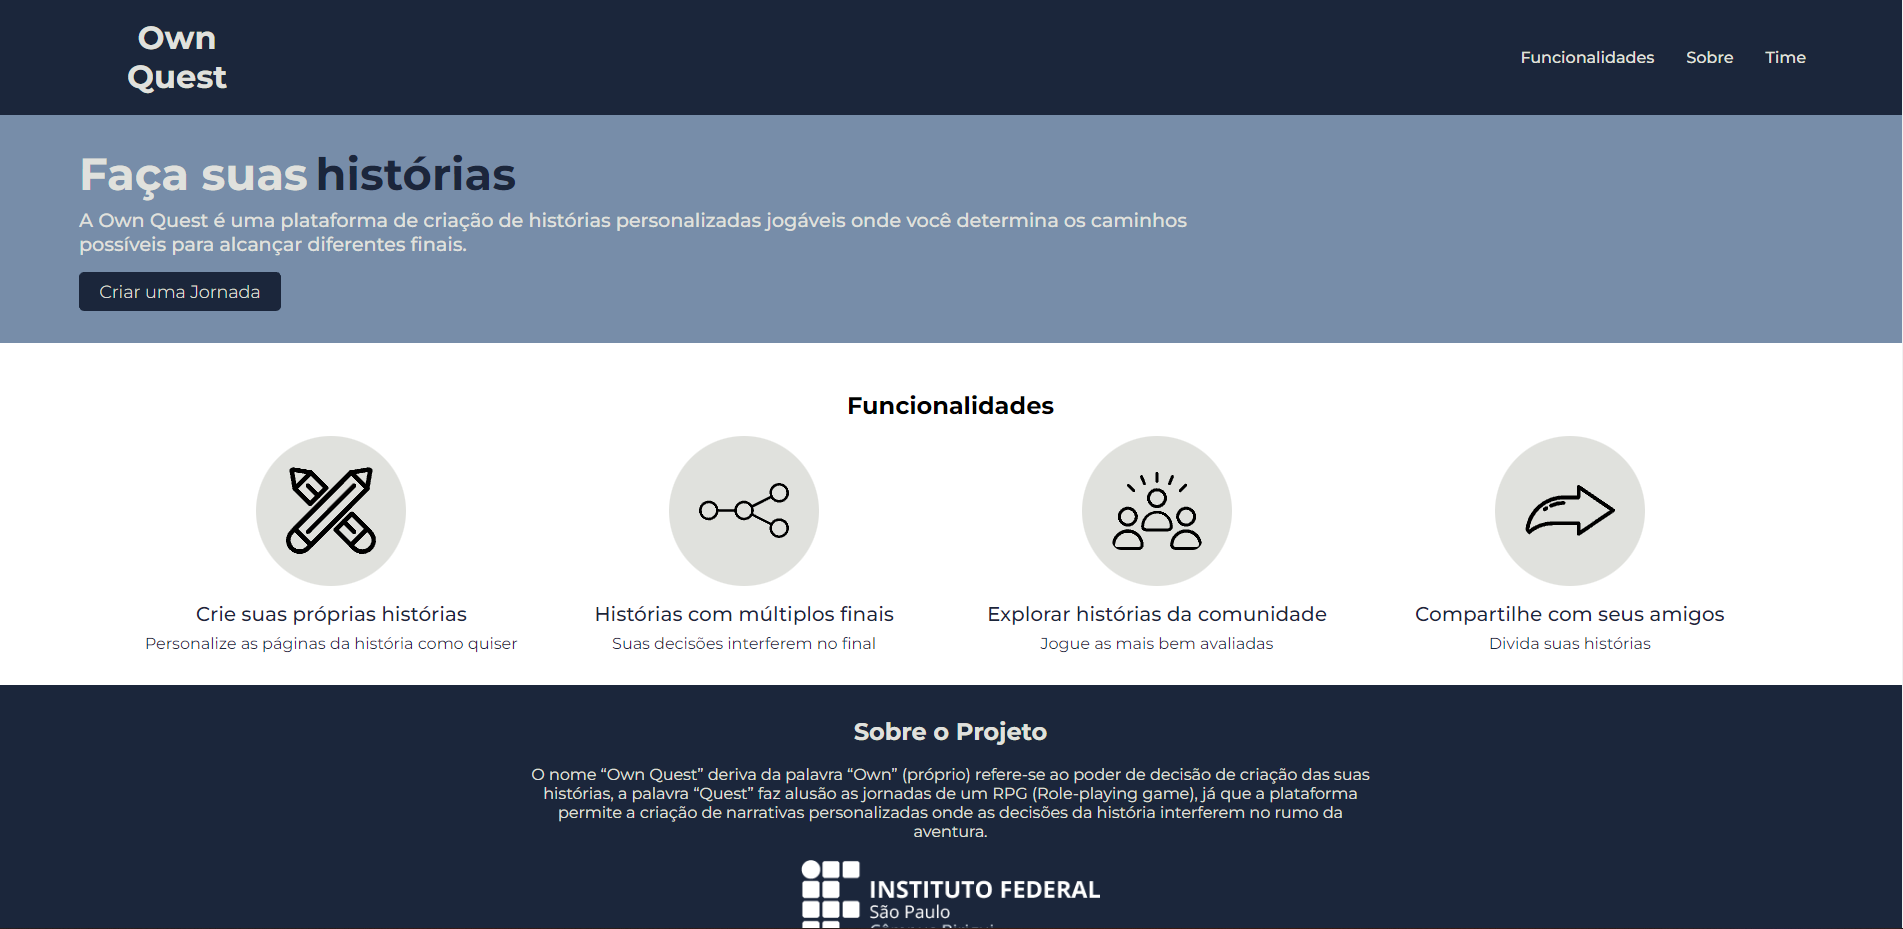 Own
Quest
Funcionalidades
Sobre
Time
Faça suas histórias
A Own Quest é uma plataforma de criação de histórias personalizadas jogáveis onde você determina os caminhos
possíveis para alcançar diferentes finais.
Criar uma Jornada
Funcionalidades
Crie suas próprias histórias
Personalize as páginas da história como quiser
Histórias com múltiplos finais
Suas decisões interferem no final
Explorar histórias da comunidade
Jogue as mais bem avaliadas
Compartilhe com seus amigos
Divida suas histórias
Sobre o Projeto
O nome “Own Quest” deriva da palavra “Own” (próprio) refere-se ao poder de decisão de criação das suas
histórias, a palavra “Quest” faz alusão as jornadas de um RPG (Role-playing game), já que a plataforma
permite a criação de narrativas personalizadas onde as decisões da história interferem no rumo da
aventura.
INSTITUTO FEDERAL
São Paulo